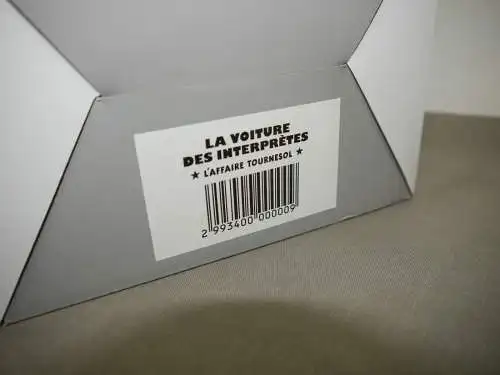 LA VOITURE
DES INTERPRÈTES
★ L'AFFAIRE TOURNESOL ★
2 993400 000009